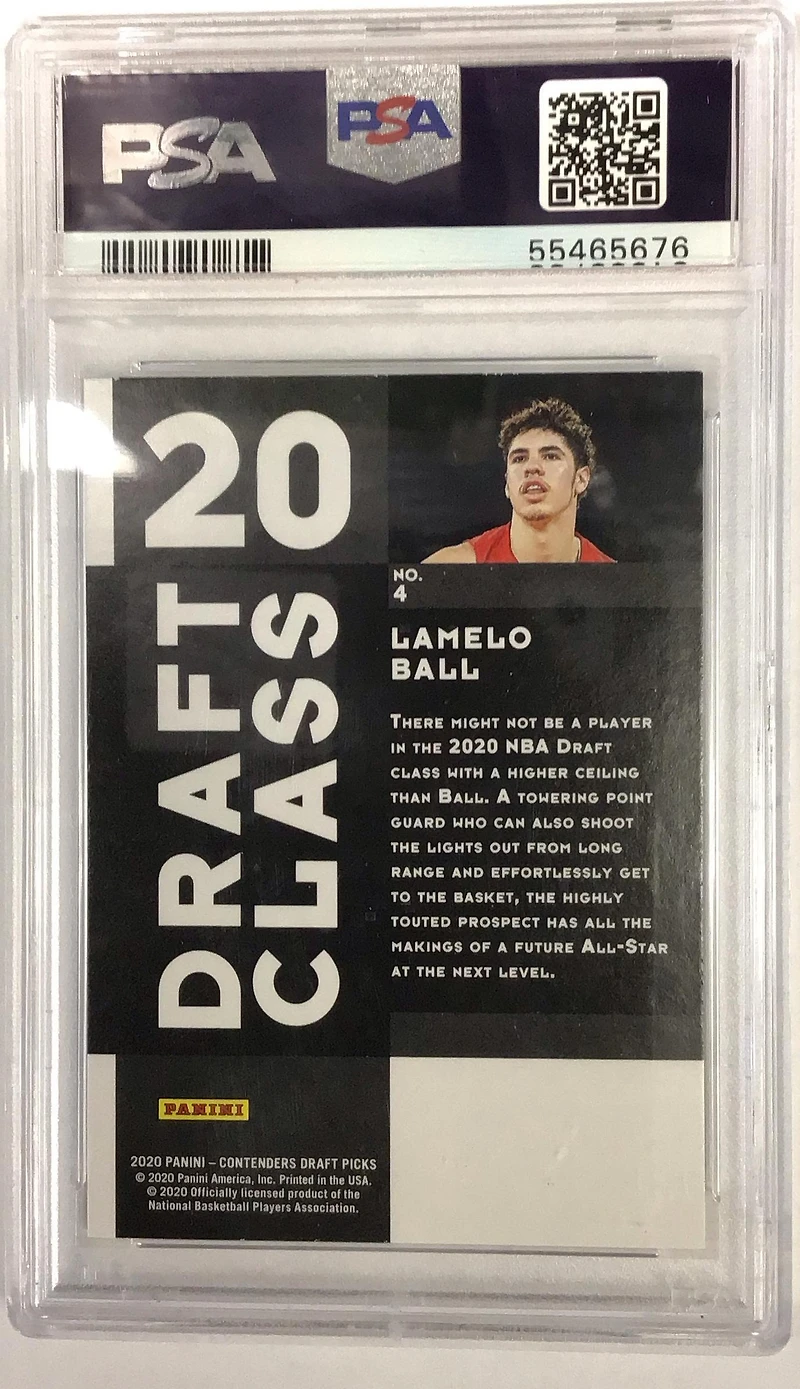 PSA PSA
55465676
20
DRAFT
CLASS
NO.
4
LAMELO
BALL
THERE MIGHT NOT BE A PLAYER
IN THE 2020 NBA DRAFT
CLASS WITH A HIGHER CEILING
THAN BALL. A TOWERING POINT
GUARD WHO CAN ALSO SHOOT
THE LIGHTS OUT FROM LONG
RANGE AND EFFORTLESSLY GET
TO THE BASKET, THE HIGHLY
TOUTED PROSPECT HAS ALL THE
MAKINGS OF A FUTURE ALL-STAR
AT THE NEXT LEVEL.
PANINI
2020 PANINI – CONTENDERS DRAFT PICKS
© 2020 Panini America, Inc. Printed in the USA.
© 2020 Officially licensed product of the
National Basketball Players Association.